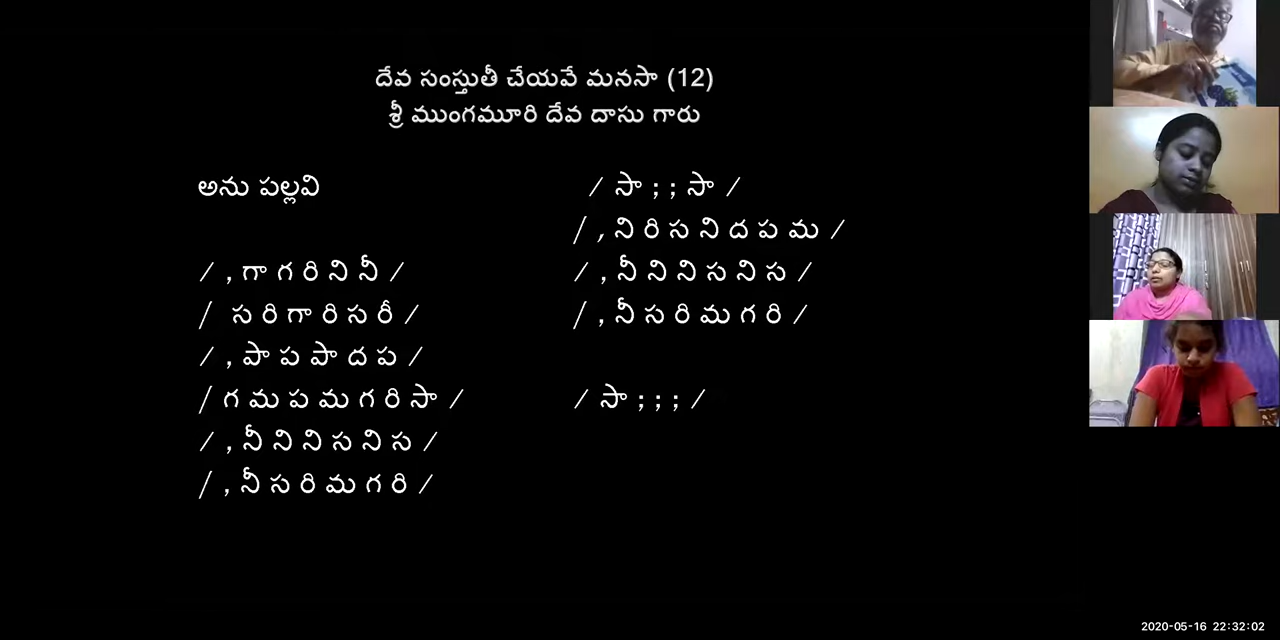 దేవ సంస్తుతీ చేయవే మనసా (12)
శ్రీ ముంగమూరి దేవ దాసు గారు
అను పల్లవి
/ , గా గ రి ని నీ /
/ స రి గా రి స రీ /
/ , పా ప పా ద ప /
/ గ మ ప మ గ రి సా /
/ , నీ ని ని స ని స /
/ , నీ స రి మ గ రి /
/ సా ; ; సా /
/ , ని రి స ని ద ప మ /
/ , నీ ని ని స ని స /
/ , నీ స రి మ గ రి /
/ సా ; ; ; /
2020-05-16 22:32:02